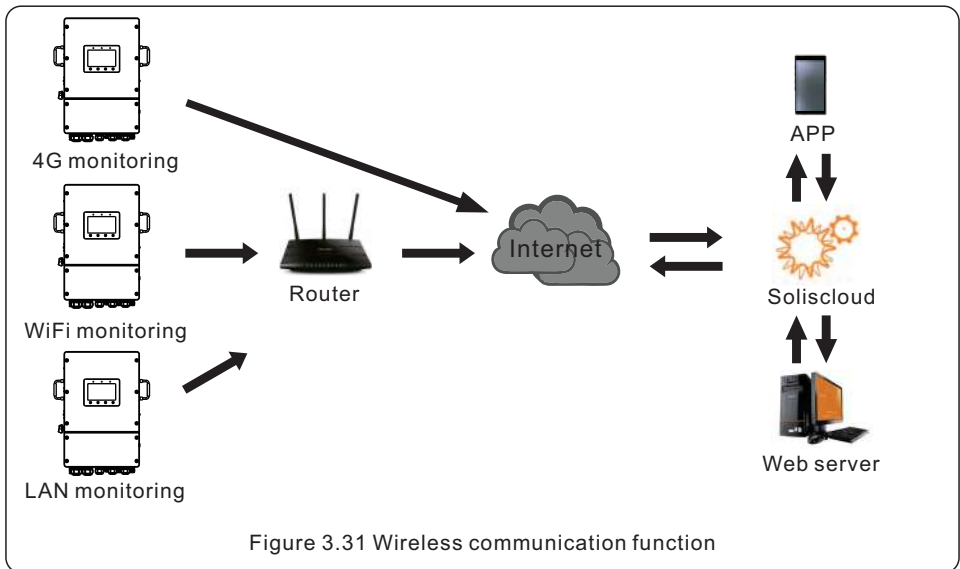 4G monitoring
WiFi monitoring
LAN monitoring
Router
Internet
APP
Soliscloud
Web server
Figure 3.31 Wireless communication function